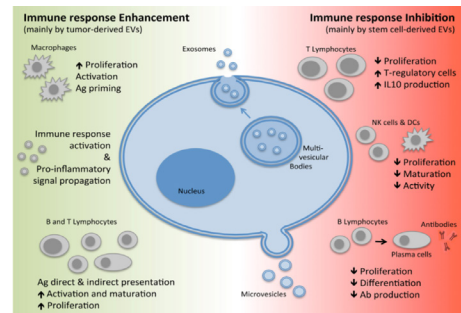 Immune response Enhancement
(mainly by tumor-derived EVs)
Macrophages
↑ Proliferation
Activation
Ag priming
Immune response
activation
&
Pro-inflammatory
signal propagation
B and T Lymphocytes
Ag direct & indirect presentation
↑ Activation and maturation
↑ Proliferation
Exosomes
Multi-
vesicular
Bodies
Nucleus
Microvesicles
Immune response Inhibition
(mainly by stem cell-derived EVs)
T Lymphocytes
↓ Proliferation
↑ T-regulatory cells
↑ IL10 production
NK cells & DCs
↓ Proliferation
↓ Maturation
↓ Activity
B Lymphocytes
Antibodies
Plasma cells
↓ Proliferation
↓ Differentiation
↓ Ab production